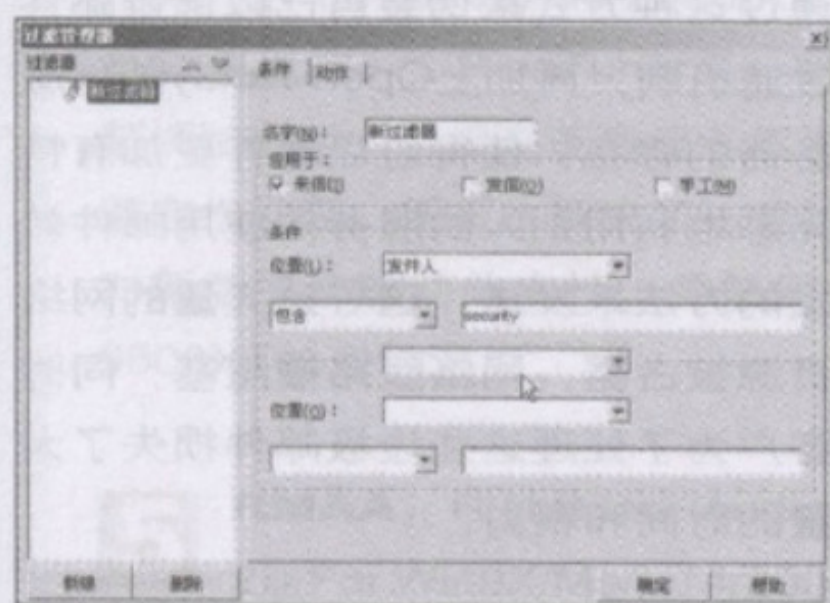 过滤管理器
过滤器
新过滤器
条件 动作
名字(N)： 新过滤器
应用于：
来信(I) 发信(O) 手工(M)
条件
位置(L)： 发件人
包含 security
位置(O)：
新建 删除 确定 帮助